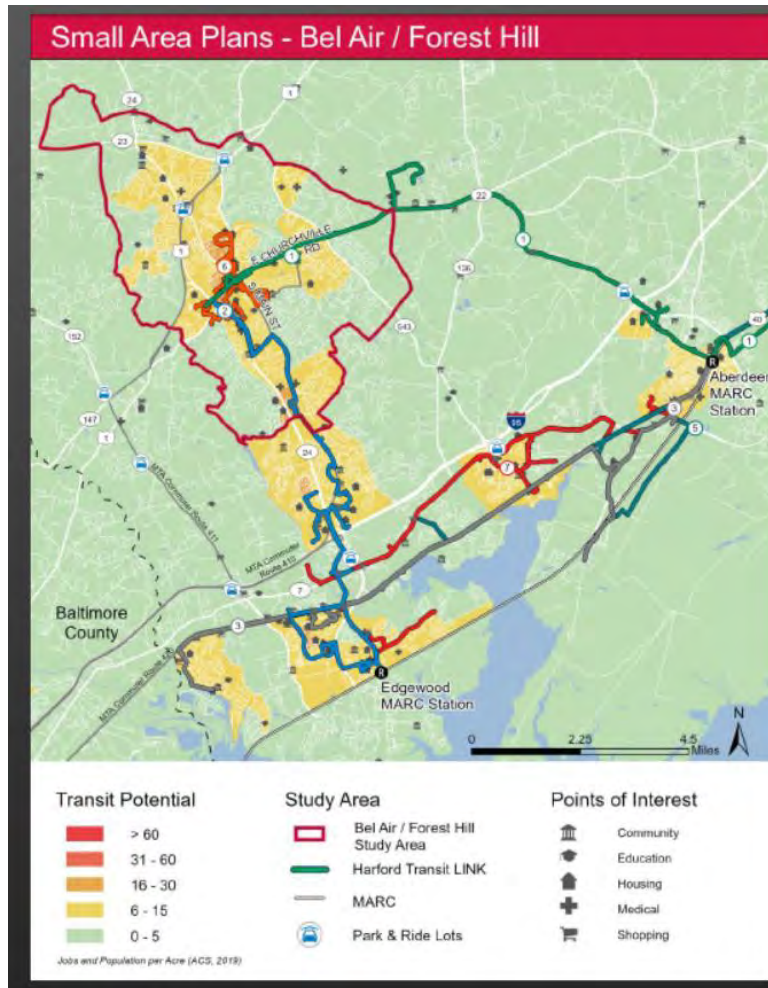 Small Area Plans - Bel Air / Forest Hill
24
1
23
22
1
E CHURCHVILLE
RD
1
6
1
136
S MAIN ST
2
543
40
1
152
Aberdeen
MARC
Station
147
1
3
5
95
24
7
MTA Commuter Route 411
MTA Commuter
Route 410
7
Baltimore
County
3
MTA Commuter Route 420
R
R
Edgewood
MARC Station
N
0
2.25
4.5
Miles
Transit Potential
> 60
31 - 60
16 - 30
6 - 15
0 - 5
Jobs and Population per Acre (ACS, 2019)
Study Area
Bel Air / Forest Hill
Study Area
Harford Transit LINK
MARC
Park & Ride Lots
Points of Interest
Community
Education
Housing
Medical
Shopping